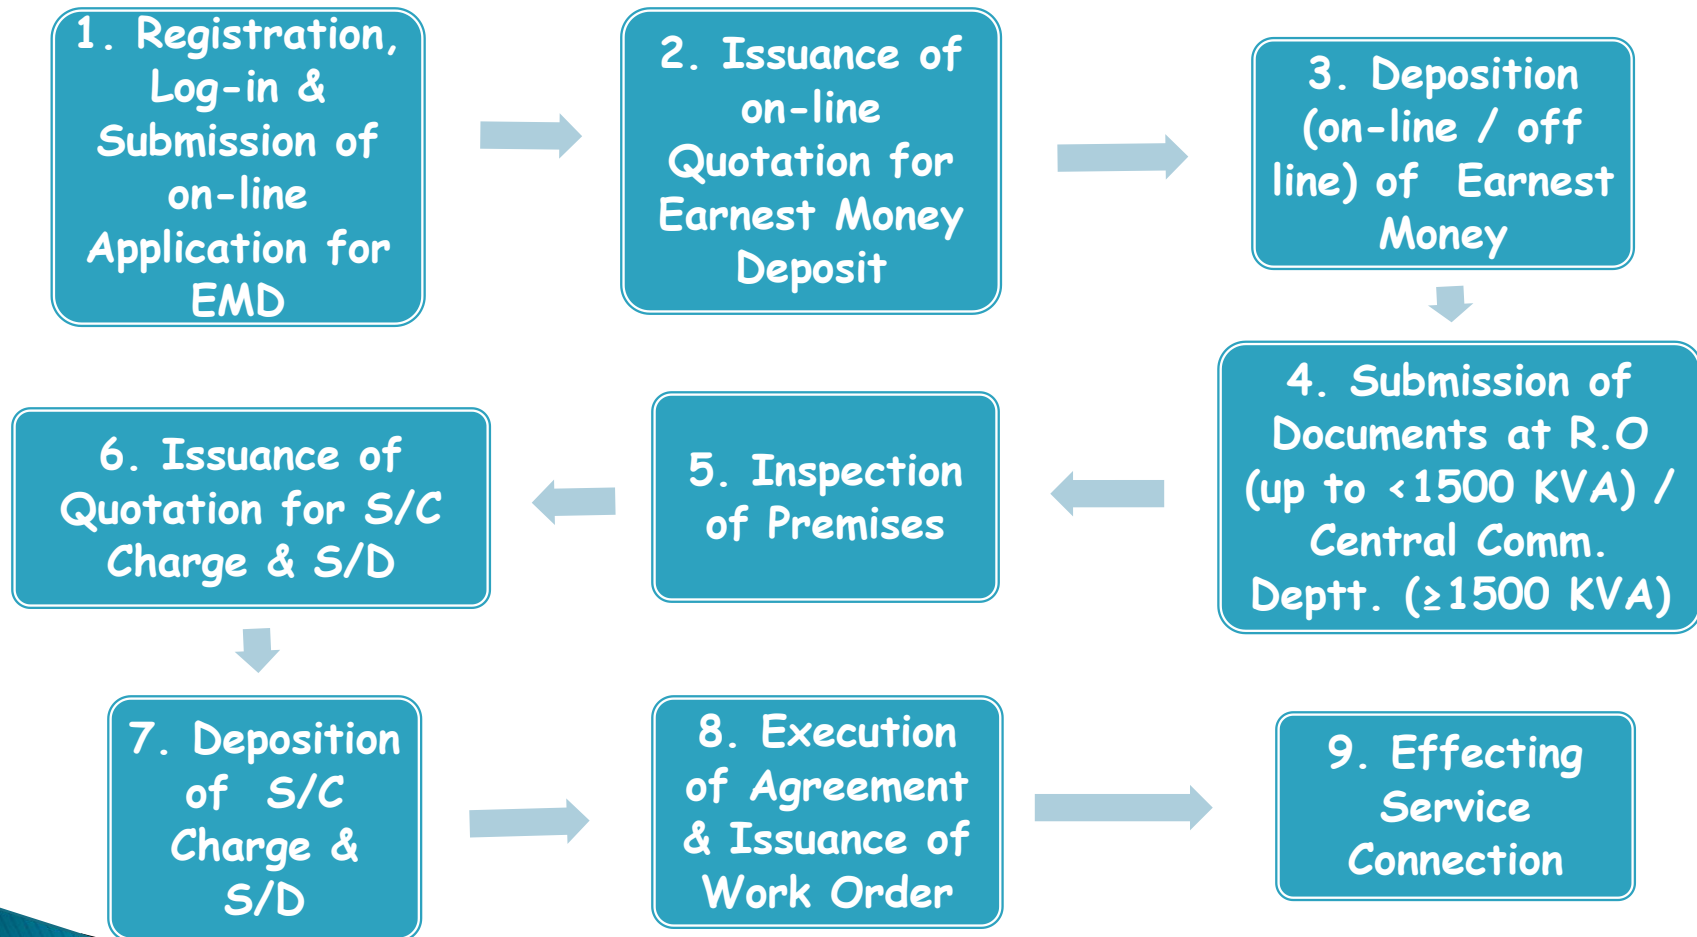 1. Registration,
Log-in &
Submission of
on-line
Application for
EMD
2. Issuance of
on-line
Quotation for
Earnest Money
Deposit
3. Deposition
(on-line / off
line) of Earnest
Money
4. Submission of
Documents at R.O
(up to <1500 KVA) /
Central Comm.
Deptt. (≥1500 KVA)
5. Inspection
of Premises
6. Issuance of
Quotation for S/C
Charge & S/D
7. Deposition
of S/C
Charge &
S/D
8. Execution
of Agreement
& Issuance of
Work Order
9. Effecting
Service
Connection